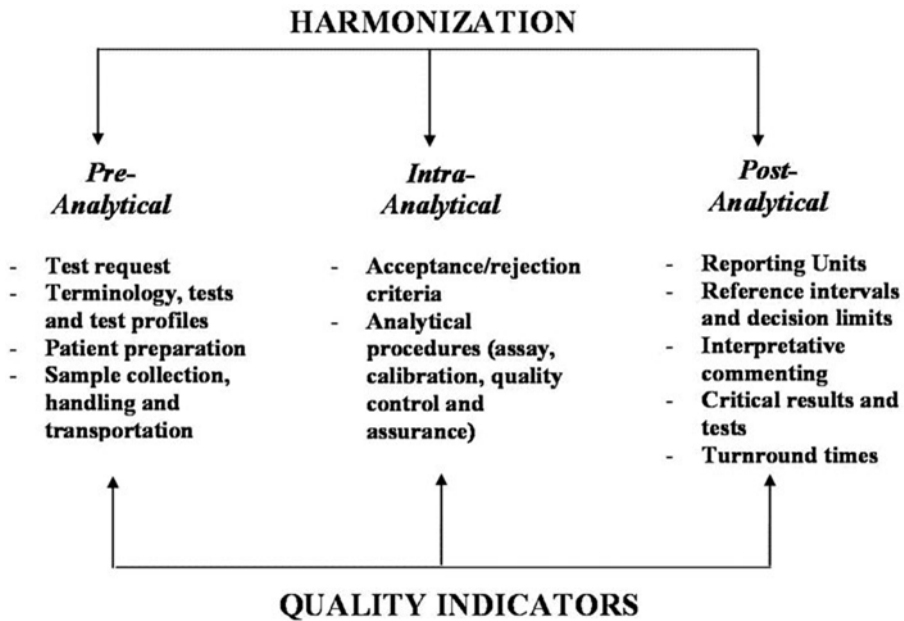 HARMONIZATION
Pre-
Analytical
- Test request
- Terminology, tests
and test profiles
- Patient preparation
- Sample collection,
handling and
transportation
Intra-
Analytical
- Acceptance/rejection
criteria
- Analytical
procedures (assay,
calibration, quality
control and
assurance)
Post-
Analytical
- Reporting Units
- Reference intervals
and decision limits
- Interpretative
commenting
- Critical results and
tests
- Turnround times
QUALITY INDICATORS